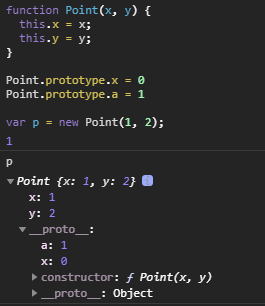 function Point(x, y) {
  this.x = x;
  this.y = y;
}

Point.prototype.x = 0
Point.prototype.a = 1

var p = new Point(1, 2);
1
p
▼Point {x: 1, y: 2} i
x: 1
y: 2
▼__proto__:
a: 1
x: 0
▶constructor: ƒ Point(x, y)
▶__proto__: Object